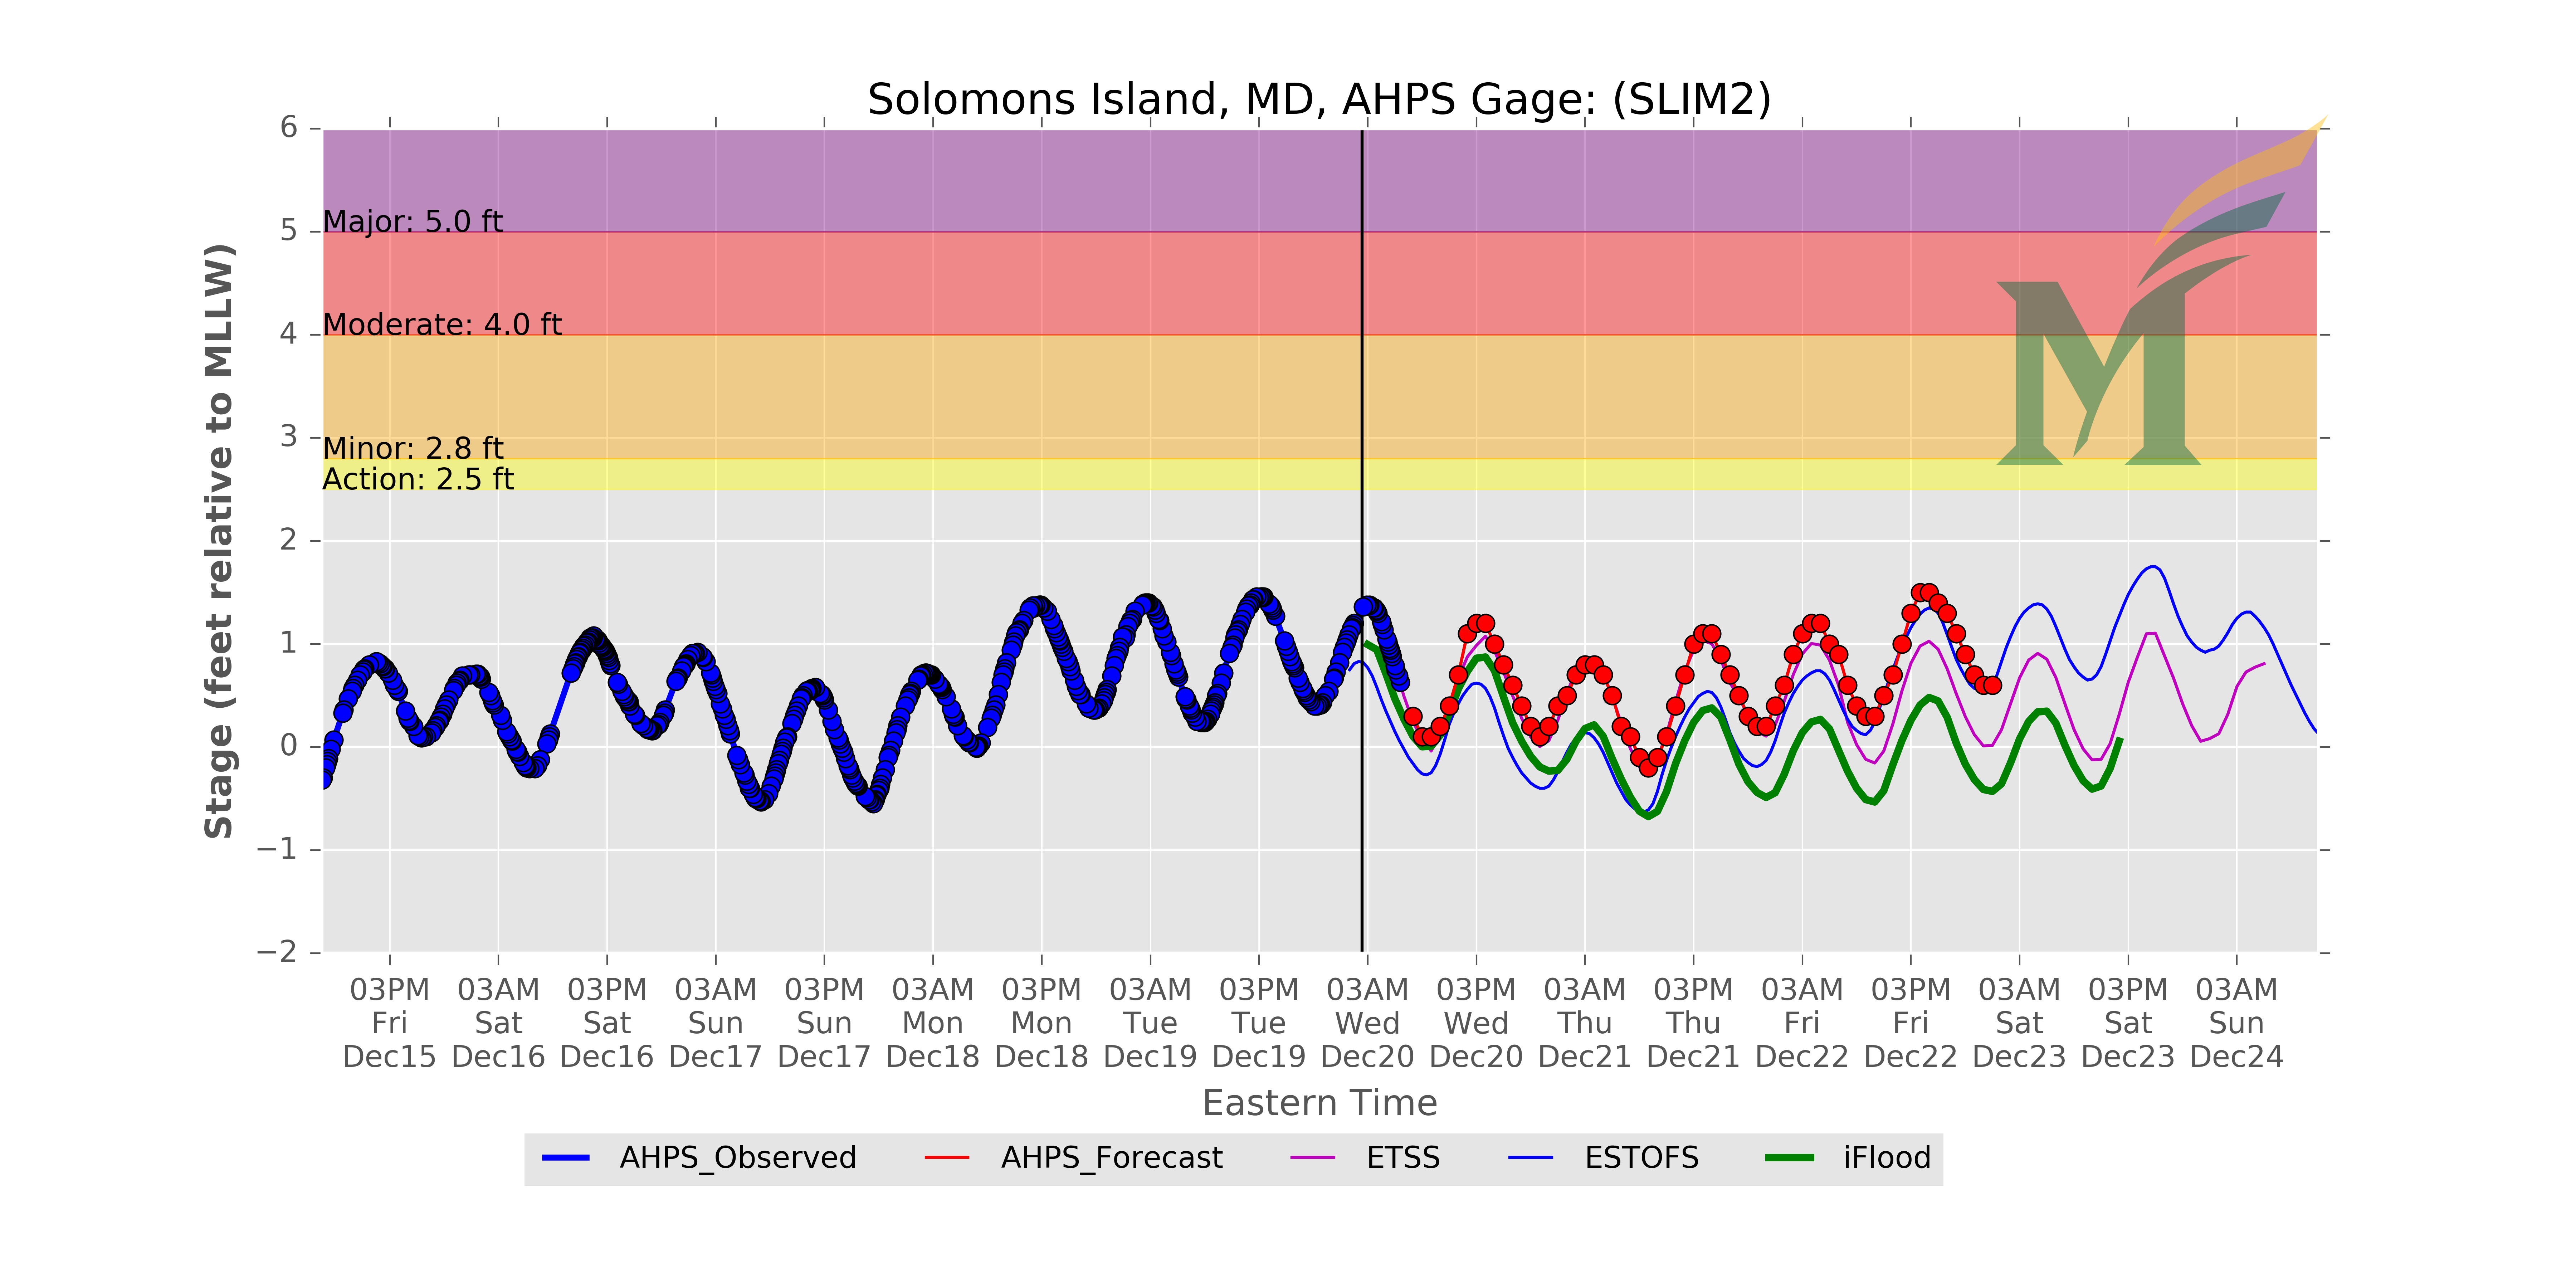 Solomons Island, MD, AHPS Gage: (SLIM2)
Stage (feet relative to MLLW)
6
5
4
3
2
1
0
−1
−2
Major: 5.0 ft
Moderate: 4.0 ft
Minor: 2.8 ft
Action: 2.5 ft
M
03PM 03AM 03PM 03AM 03PM 03AM 03PM 03AM 03PM 03AM 03PM 03AM 03PM 03AM 03PM 03AM 03PM 03AM
Fri Sat Sat Sun Sun Mon Mon Tue Tue Wed Wed Thu Thu Fri Fri Sat Sat Sun
Dec15 Dec16 Dec16 Dec17 Dec17 Dec18 Dec18 Dec19 Dec19 Dec20 Dec20 Dec21 Dec21 Dec22 Dec22 Dec23 Dec23 Dec24
Eastern Time
AHPS_Observed AHPS_Forecast ETSS ESTOFS iFlood